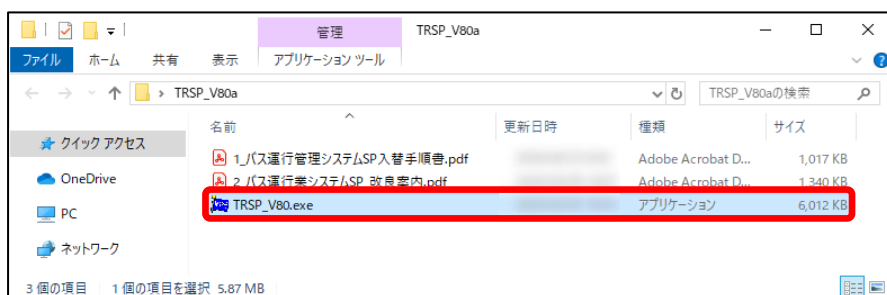 管理 TRSP_V80a
ファイル ホーム 共有 表示 アプリケーション ツール
TRSP_V80a TRSP_V80aの検索
名前 更新日時 種類 サイズ
クイック アクセス
1_バス運行管理システムSP入替手順書.pdf Adobe Acrobat D... 1,017 KB
OneDrive
2_バス運行業システムSP_改良案内.pdf Adobe Acrobat D... 1,340 KB
PC
TRSP_V80.exe アプリケーション 6,012 KB
ネットワーク
3 個の項目 1 個の項目を選択 5.87 MB